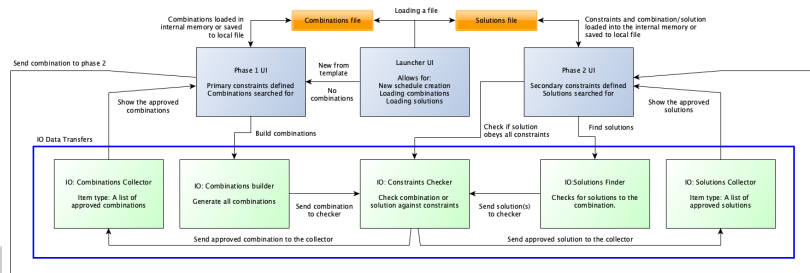 Loading a file
Combinations loaded in
internal memory or saved
to local file
Combinations file
Solutions file
Constraints and combination/solution
loaded into the internal memory or
saved to local file
Send combination to phase 2
Phase 1 UI
Primary constraints defined
Combinations searched for
New from
template
No
combinations
Launcher UI
Allows for:
New schedule creation
Loading combinations
Loading solutions
Phase 2 UI
Secondary constraints defined
Solutions searched for
Show the approved
combinations
Show the approved
solutions
IO Data Transfers
Build combinations
Check if solution
obeys all constraints
Find solutions
IO: Combinations Collector
Item type: A list of
approved combinations
IO: Combinations builder
Generate all combinations
Send combination
to checker
IO: Constraints Checker
Check combination or
solution against constraints
Send solution(s)
to checker
IO:Solutions Finder
Checks for solutions to the
combination.
IO: Solutions Collector
Item type: A list of
approved solutions
Send approved combination to the collector
Send approved solution to the collector